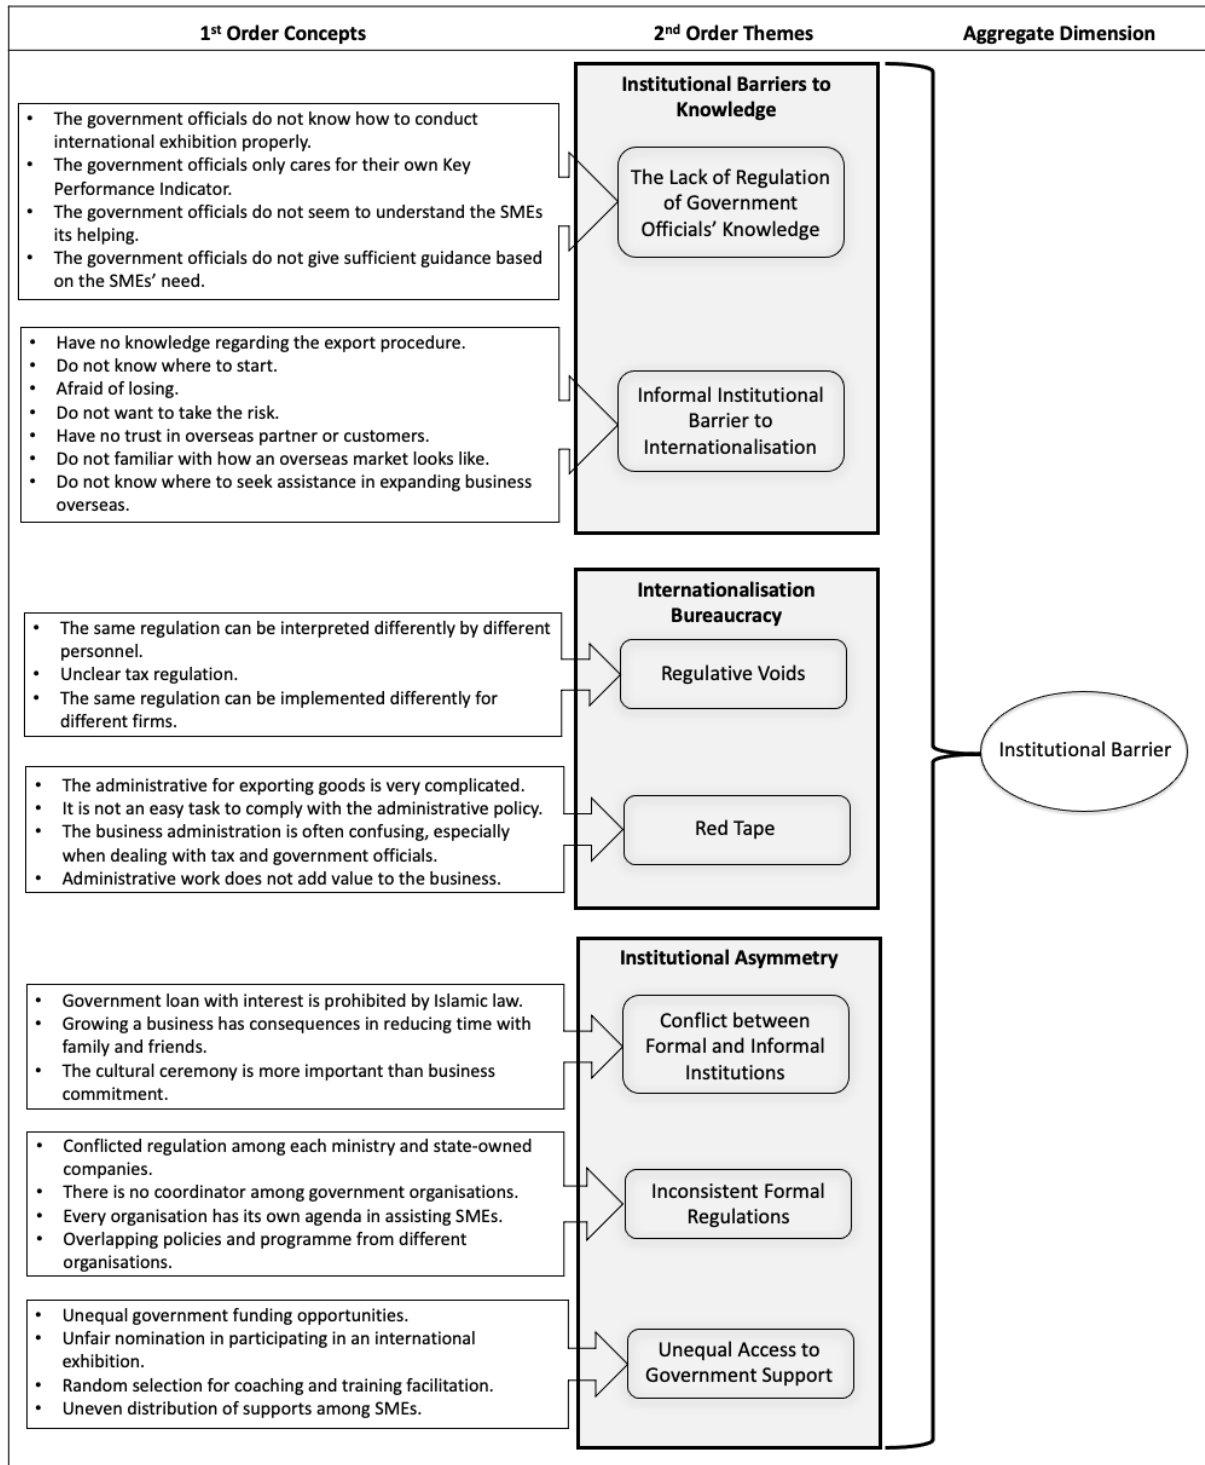 1st Order Concepts
2nd Order Themes
Aggregate Dimension
Institutional Barriers to
Knowledge
• The government officials do not know how to conduct
international exhibition properly.
• The government officials only cares for their own Key
Performance Indicator.
• The government officials do not seem to understand the SMEs
its helping.
• The government officials do not give sufficient guidance based
on the SMEs' need.
The Lack of Regulation
of Government
Officials' Knowledge
• Have no knowledge regarding the export procedure.
• Do not know where to start.
• Afraid of losing.
• Do not want to take the risk.
• Have no trust in overseas partner or customers.
• Do not familiar with how an overseas market looks like.
• Do not know where to seek assistance in expanding business
overseas.
Informal Institutional
Barrier to
Internationalisation
Internationalisation
Bureaucracy
• The same regulation can be interpreted differently by different
personnel.
• Unclear tax regulation.
• The same regulation can be implemented differently for
different firms.
Regulative Voids
• The administrative for exporting goods is very complicated.
• It is not an easy task to comply with the administrative policy.
• The business administration is often confusing, especially
when dealing with tax and government officials.
• Administrative work does not add value to the business.
Red Tape
Institutional Barrier
Institutional Asymmetry
• Government loan with interest is prohibited by Islamic law.
• Growing a business has consequences in reducing time with
family and friends.
• The cultural ceremony is more important than business
commitment.
Conflict between
Formal and Informal
Institutions
• Conflicted regulation among each ministry and state-owned
companies.
• There is no coordinator among government organisations.
• Every organisation has its own agenda in assisting SMEs.
• Overlapping policies and programme from different
organisations.
Inconsistent Formal
Regulations
• Unequal government funding opportunities.
• Unfair nomination in participating in an international
exhibition.
• Random selection for coaching and training facilitation.
• Uneven distribution of supports among SMEs.
Unequal Access to
Government Support